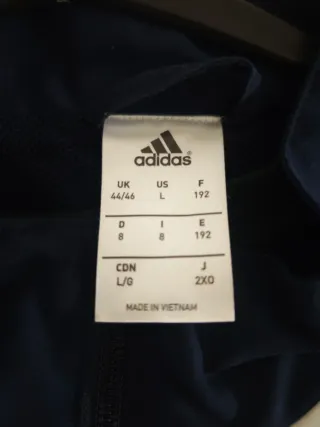 adidas®
UK US F
44/46 L 192
D I E
8 8 192
CDN J
L/G 2XO
MADE IN VIETNAM